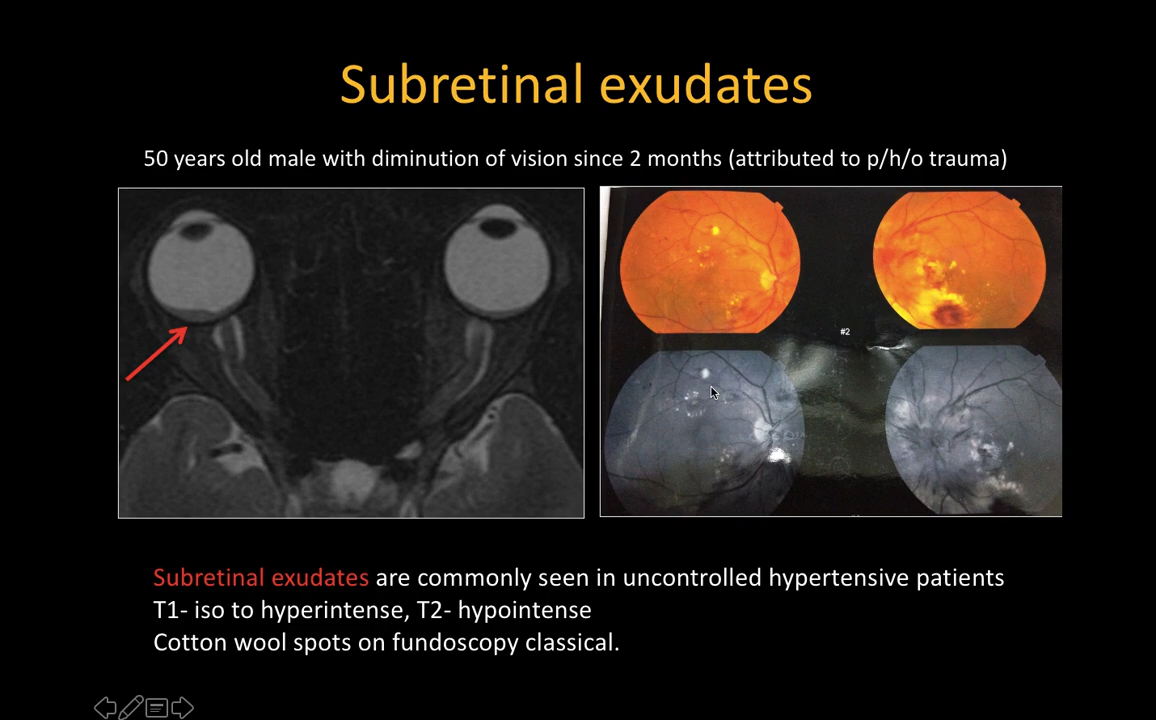 Subretinal exudates
50 years old male with diminution of vision since 2 months (attributed to p/h/o trauma)
#2
Subretinal exudates are commonly seen in uncontrolled hypertensive patients
T1- iso to hyperintense, T2- hypointense
Cotton wool spots on fundoscopy classical.